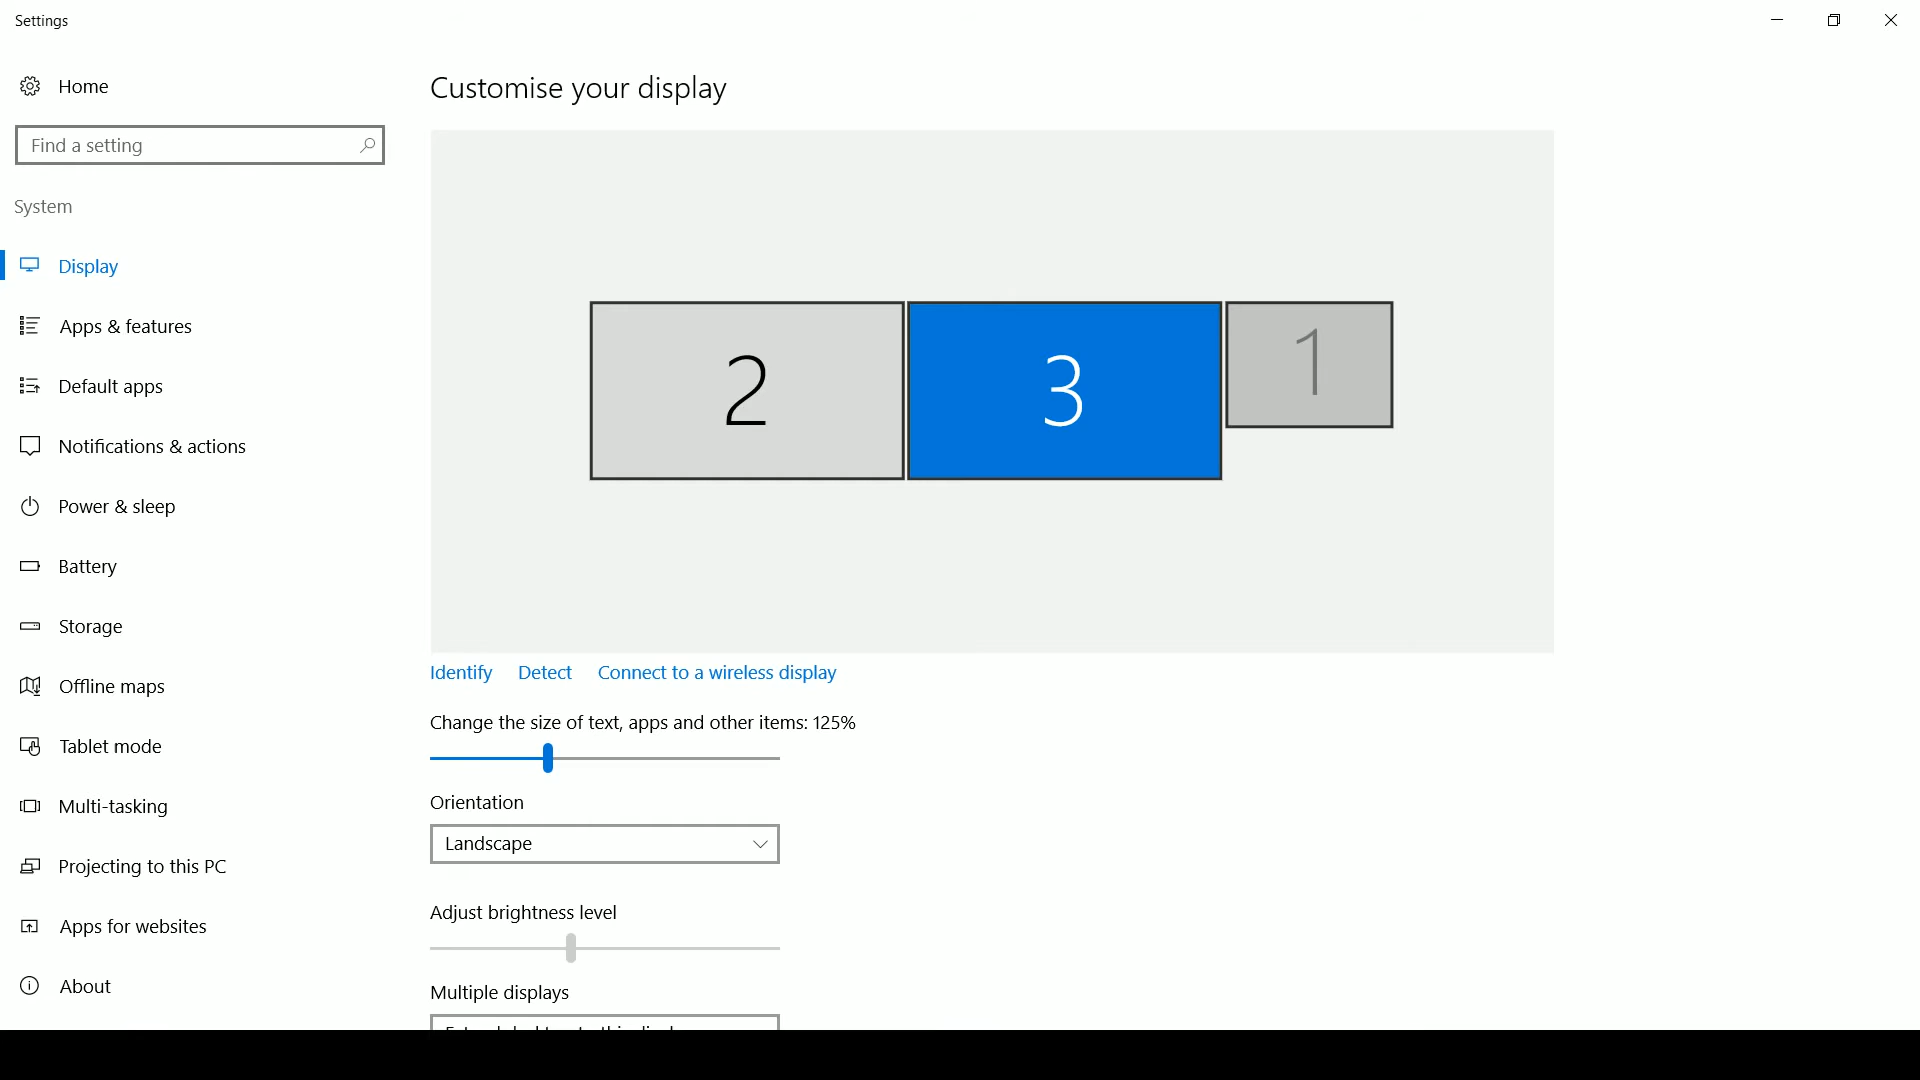 Settings
Home
Find a setting
System
Display
Apps & features
Default apps
Notifications & actions
Power & sleep
Battery
Storage
Offline maps
Tablet mode
Multi-tasking
Projecting to this PC
Apps for websites
About
Customise your display
2 3 1
Identify Detect Connect to a wireless display
Change the size of text, apps and other items: 125%
Orientation
Landscape
Adjust brightness level
Multiple displays